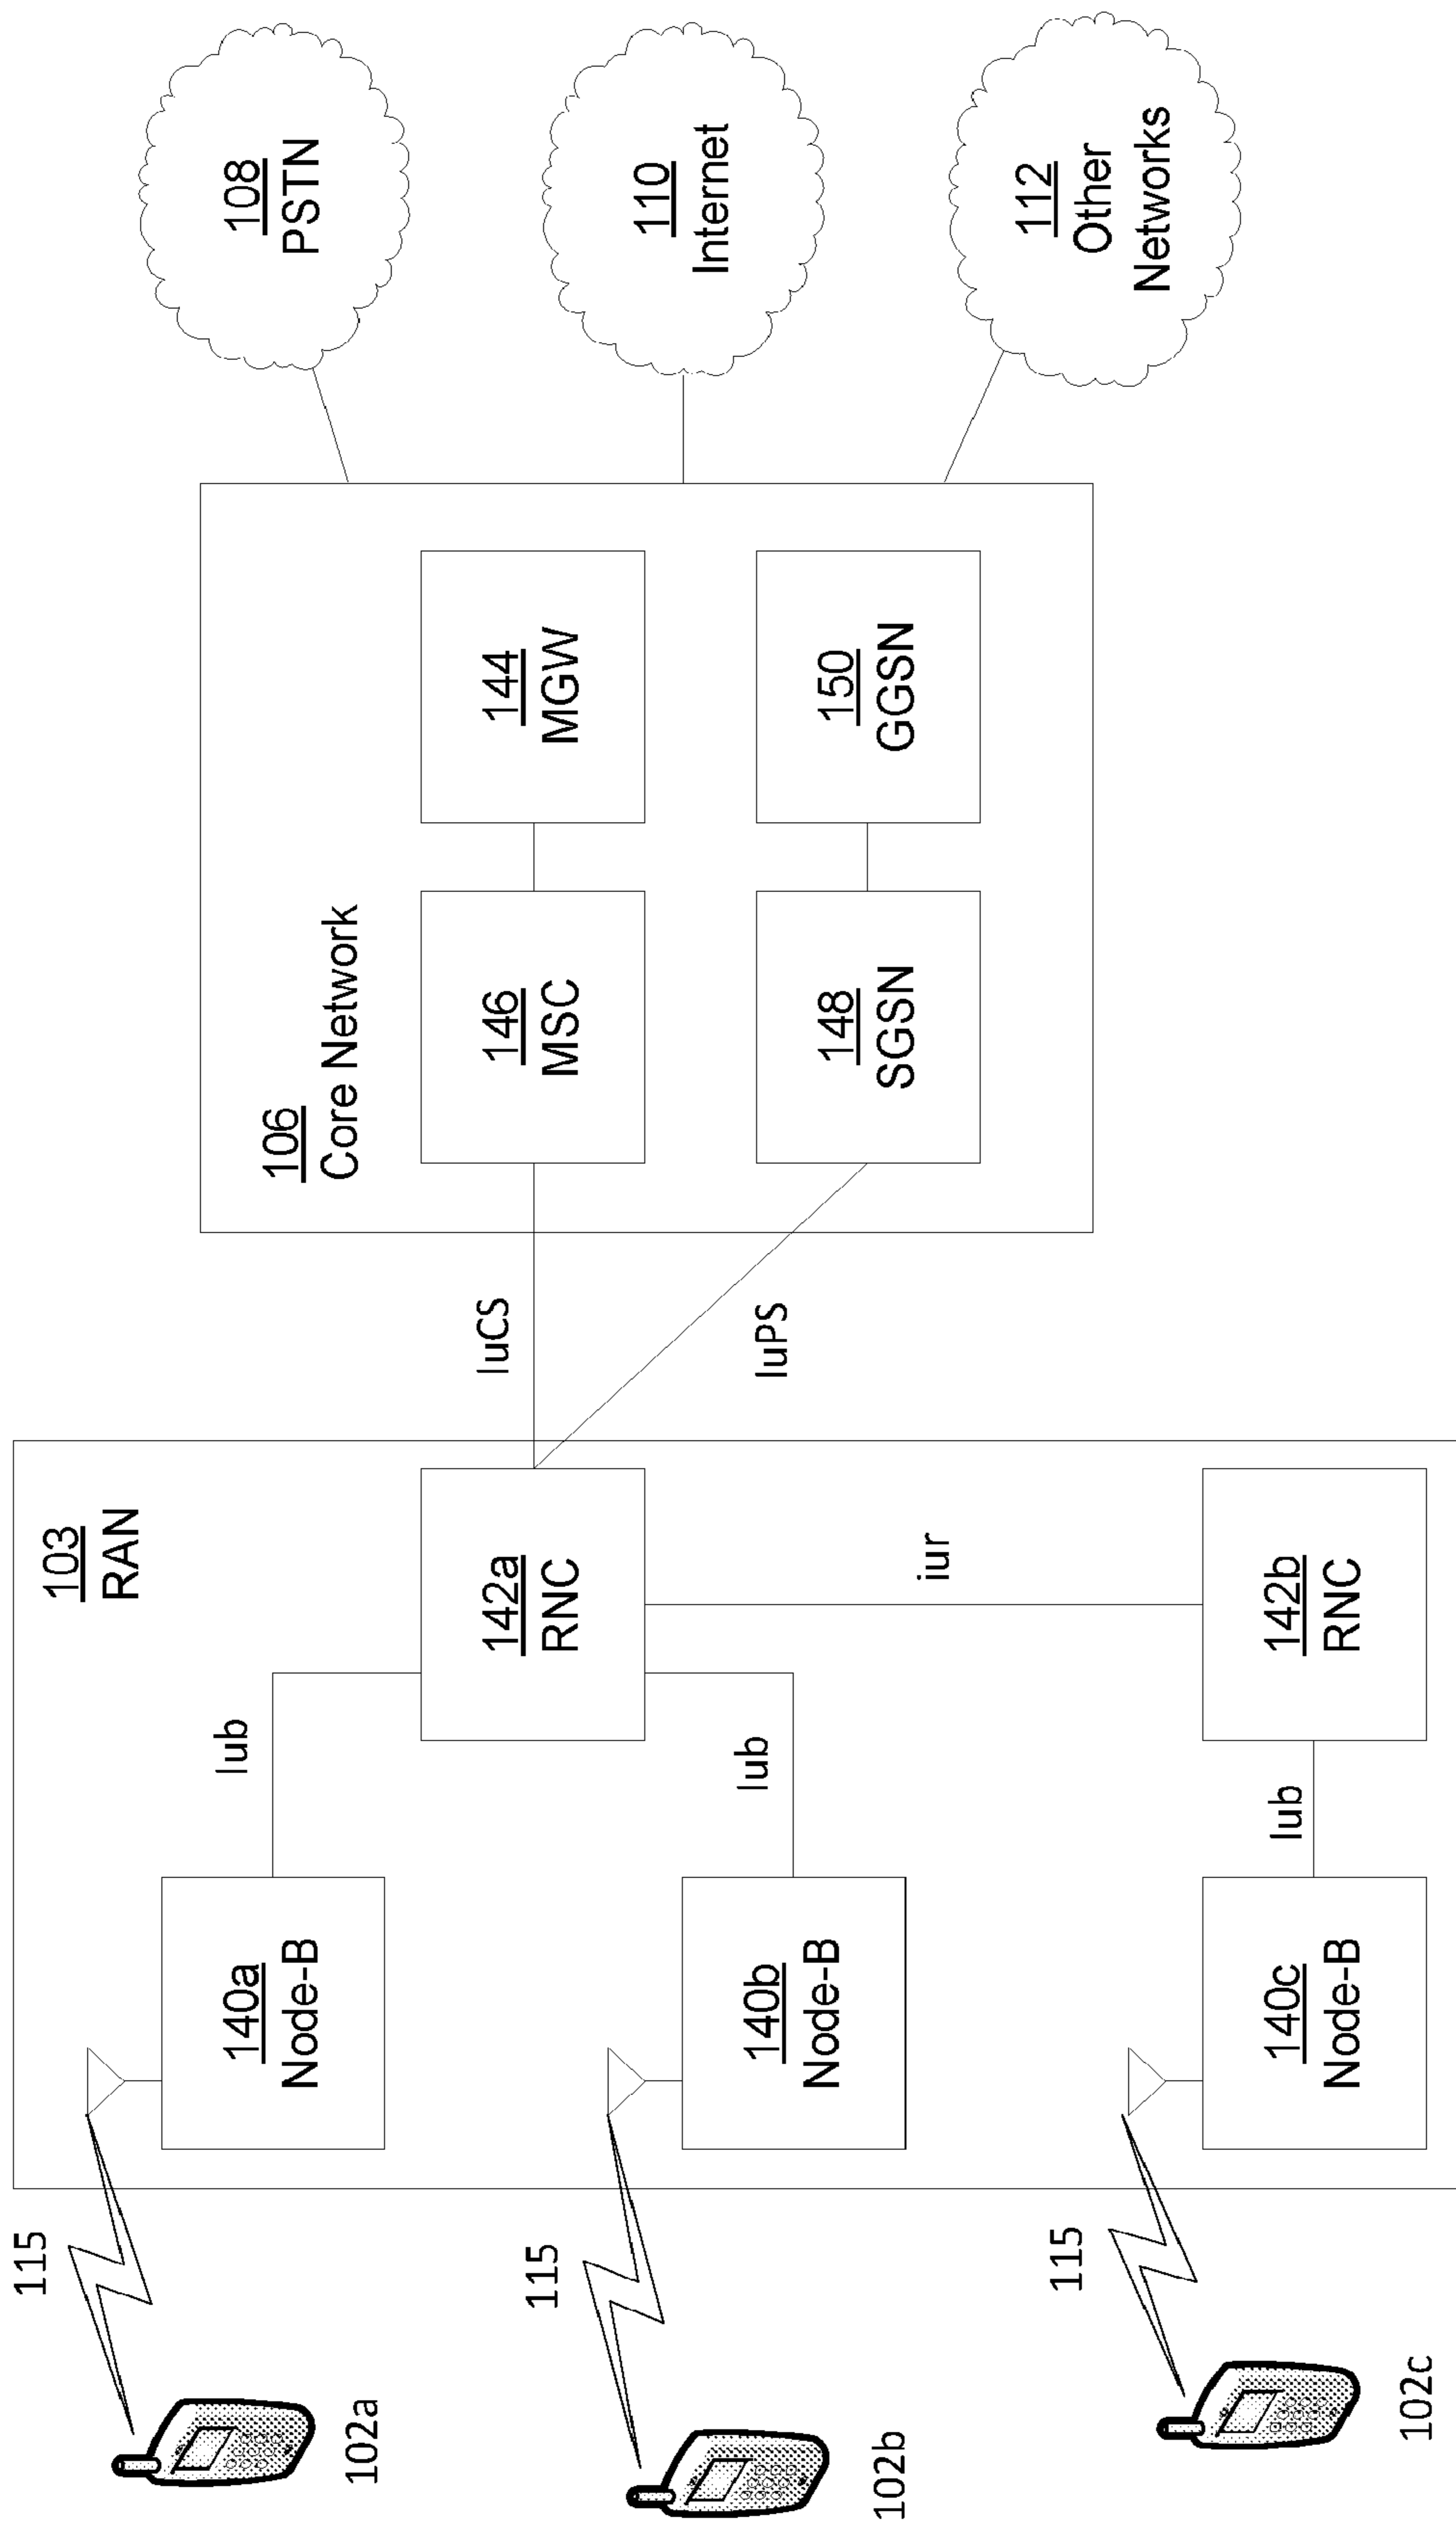 115
102a
115
102b
115
102c
103
RAN
140a
Node-B
140b
Node-B
140c
Node-B
Iub
Iub
Iub
142a
RNC
iur
142b
RNC
IuCS
IuPS
106
Core Network
146
MSC
144
MGW
148
SGSN
150
GGSN
108
PSTN
110
Internet
112
Other
Networks